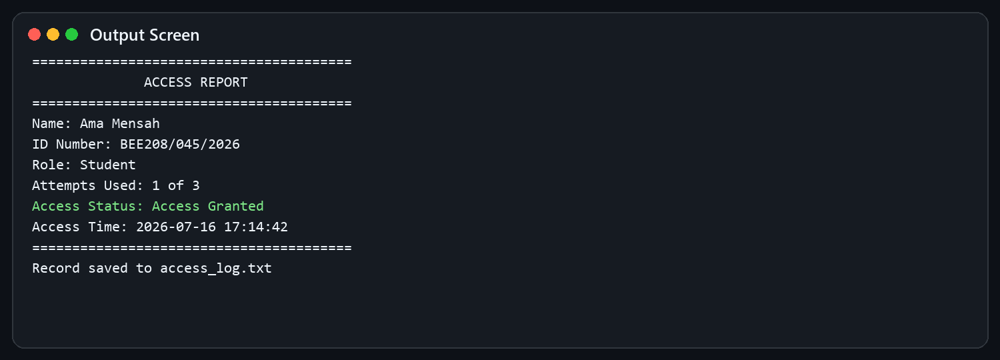 Output Screen
========================================
ACCESS REPORT
========================================
Name: Ama Mensah
ID Number: BEE208/045/2026
Role: Student
Attempts Used: 1 of 3
Access Status: Access Granted
Access Time: 2026-07-16 17:14:42
========================================
Record saved to access_log.txt